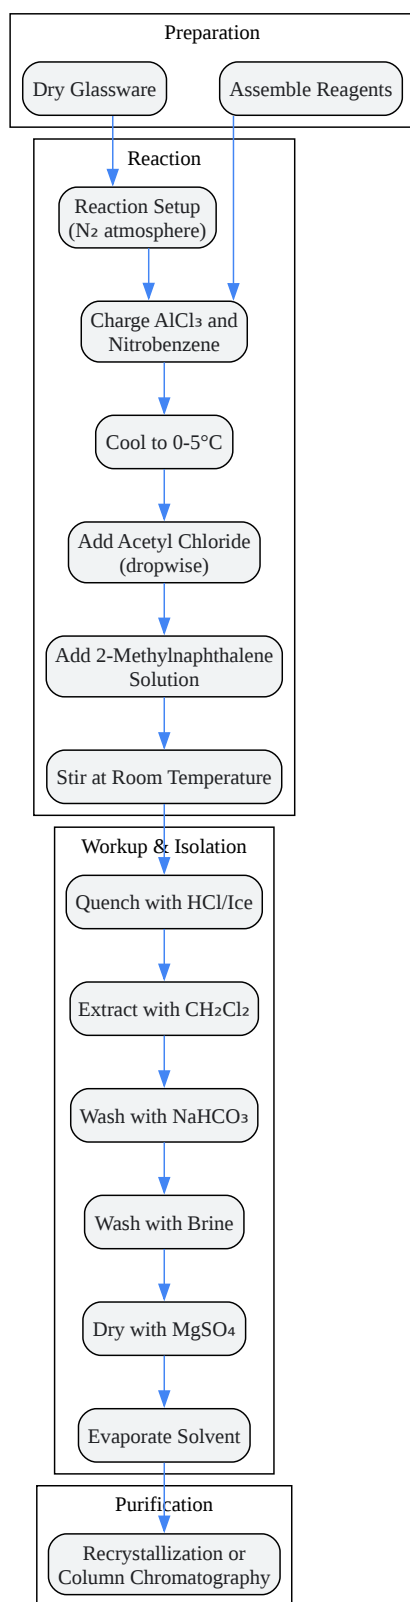 Preparation
Dry Glassware
Assemble Reagents
Reaction
Reaction Setup
(N₂ atmosphere)
Charge AlCl₃ and
Nitrobenzene
Cool to 0-5°C
Add Acetyl Chloride
(dropwise)
Add 2-Methylnaphthalene
Solution
Stir at Room Temperature
Workup & Isolation
Quench with HCl/Ice
Extract with CH₂Cl₂
Wash with NaHCO₃
Wash with Brine
Dry with MgSO₄
Evaporate Solvent
Purification
Recrystallization or
Column Chromatography